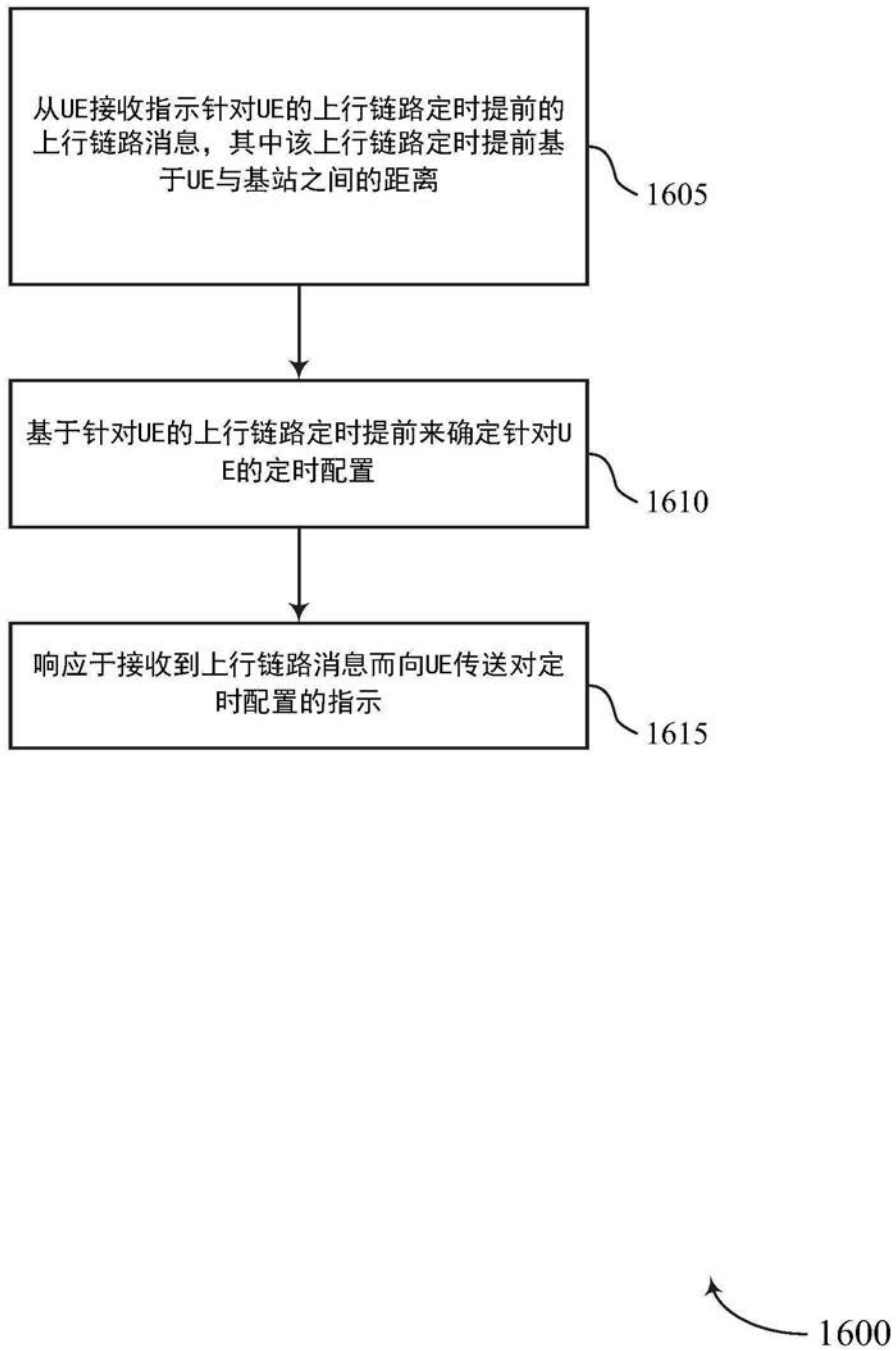 从UE接收指示针对UE的上行链路定时提前的
上行链路消息，其中该上行链路定时提前基
于UE与基站之间的距离
1605
基于针对UE的上行链路定时提前来确定针对U
E的定时配置
1610
响应于接收到上行链路消息而向UE传送对定
时配置的指示
1615
1600